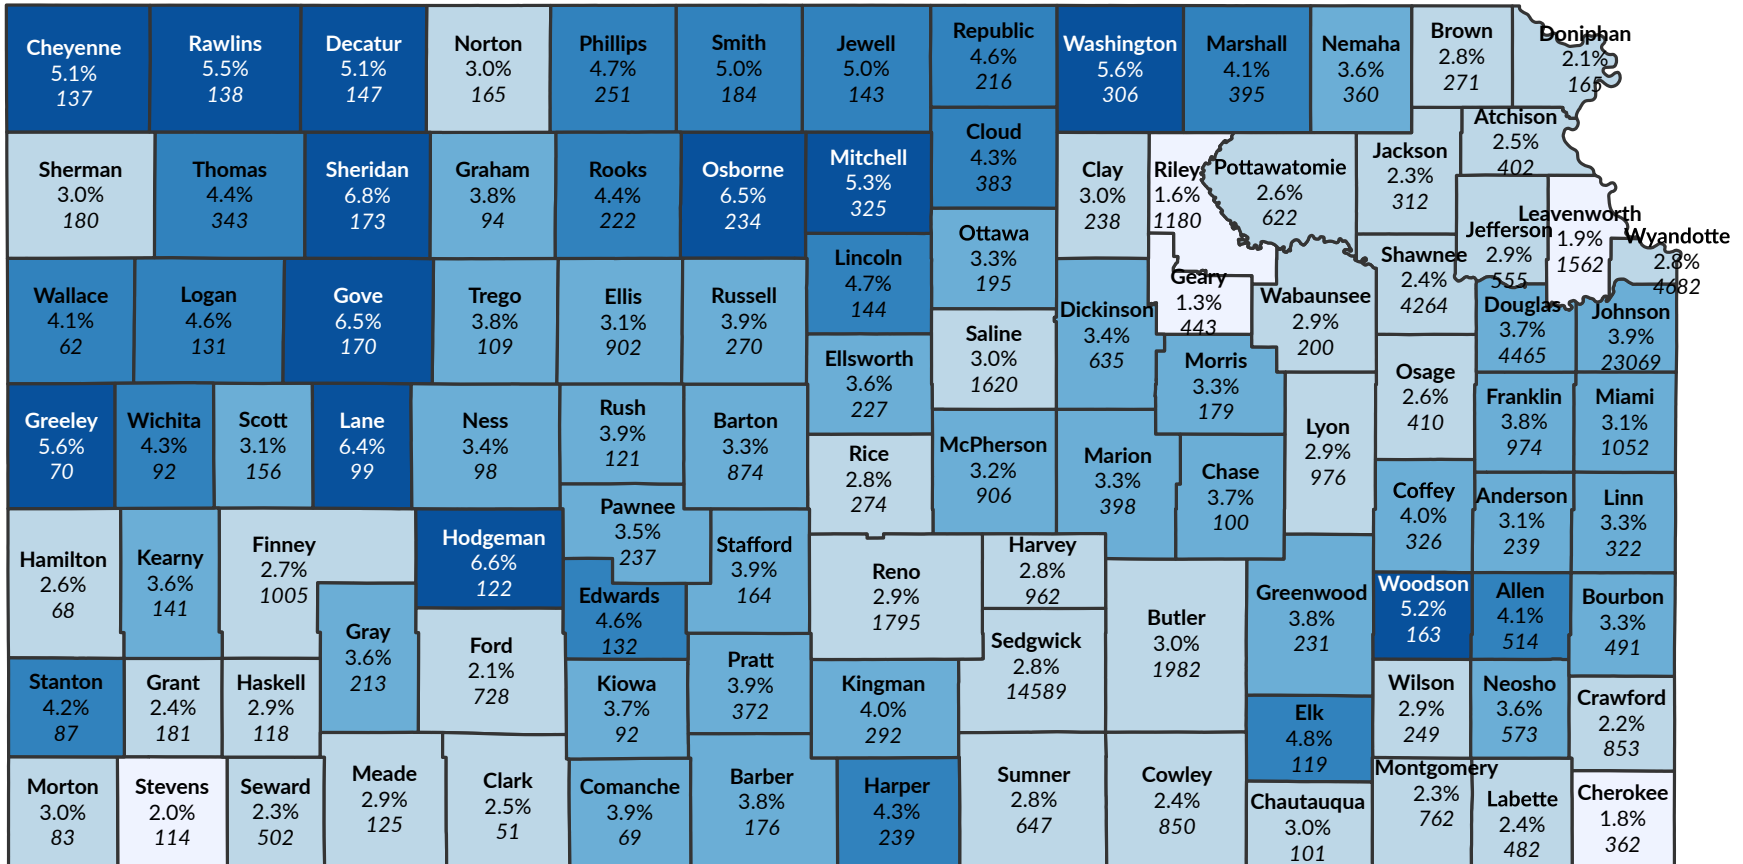 Cheyenne
5.1%
137
Rawlins
5.5%
138
Decatur
5.1%
147
Norton
3.0%
165
Phillips
4.7%
251
Smith
5.0%
184
Jewell
5.0%
143
Republic
4.6%
216
Washington
5.6%
306
Marshall
4.1%
395
Nemaha
3.6%
360
Brown
2.8%
271
Doniphan
2.1%
165
Sherman
3.0%
180
Thomas
4.4%
343
Sheridan
6.8%
173
Graham
3.8%
94
Rooks
4.4%
222
Osborne
6.5%
234
Mitchell
5.3%
325
Cloud
4.3%
383
Clay
3.0%
238
Riley
1.6%
1180
Pottawatomie
2.6%
622
Jackson
2.3%
312
Atchison
2.5%
402
Jefferson
2.9%
555
Leavenworth
1.9%
1562
Wyandotte
2.8%
4682
Wallace
4.1%
62
Logan
4.6%
131
Gove
6.5%
170
Trego
3.8%
109
Ellis
3.1%
902
Russell
3.9%
270
Lincoln
4.7%
144
Ottawa
3.3%
195
Saline
3.0%
1620
Dickinson
3.4%
635
Geary
1.3%
443
Wabaunsee
2.9%
200
Shawnee
2.4%
4264
Douglas
3.7%
4465
Johnson
3.9%
23069
Ellsworth
3.6%
227
Morris
3.3%
179
Osage
2.6%
410
Franklin
3.8%
974
Miami
3.1%
1052
Greeley
5.6%
70
Wichita
4.3%
92
Scott
3.1%
156
Lane
6.4%
99
Ness
3.4%
98
Rush
3.9%
121
Barton
3.3%
874
Rice
2.8%
274
McPherson
3.2%
906
Marion
3.3%
398
Chase
3.7%
100
Lyon
2.9%
976
Coffey
4.0%
326
Anderson
3.1%
239
Linn
3.3%
322
Hamilton
2.6%
68
Kearny
3.6%
141
Finney
2.7%
1005
Hodgeman
6.6%
122
Pawnee
3.5%
237
Stafford
3.9%
164
Edwards
4.6%
132
Reno
2.9%
1795
Harvey
2.8%
962
Butler
3.0%
1982
Greenwood
3.8%
231
Woodson
5.2%
163
Allen
4.1%
514
Bourbon
3.3%
491
Gray
3.6%
213
Ford
2.1%
728
Sedgwick
2.8%
14589
Stanton
4.2%
87
Grant
2.4%
181
Haskell
2.9%
118
Kiowa
3.7%
92
Pratt
3.9%
372
Kingman
4.0%
292
Elk
4.8%
119
Wilson
2.9%
249
Neosho
3.6%
573
Crawford
2.2%
853
Morton
3.0%
83
Stevens
2.0%
114
Seward
2.3%
502
Meade
2.9%
125
Clark
2.5%
51
Comanche
3.9%
69
Barber
3.8%
176
Harper
4.3%
239
Sumner
2.8%
647
Cowley
2.4%
850
Chautauqua
3.0%
101
Montgomery
2.3%
762
Labette
2.4%
482
Cherokee
1.8%
362